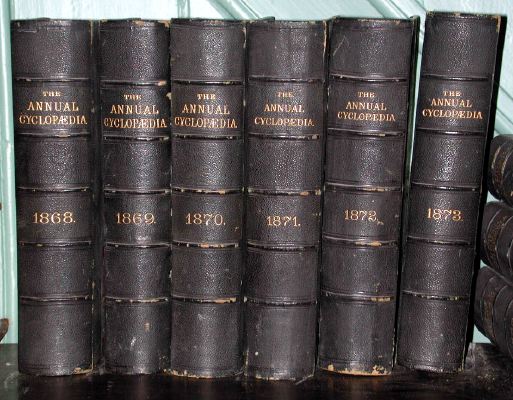 THE
ANNUAL
CYCLOPÆDIA
1868.
THE
ANNUAL
CYCLOPÆDIA
1869.
THE
ANNUAL
CYCLOPÆDIA
1870.
THE
ANNUAL
CYCLOPÆDIA.
1871.
THE
ANNUAL
CYCLOPÆDIA.
1872.
THE
ANNUAL
CYCLOPÆDIA
1873.